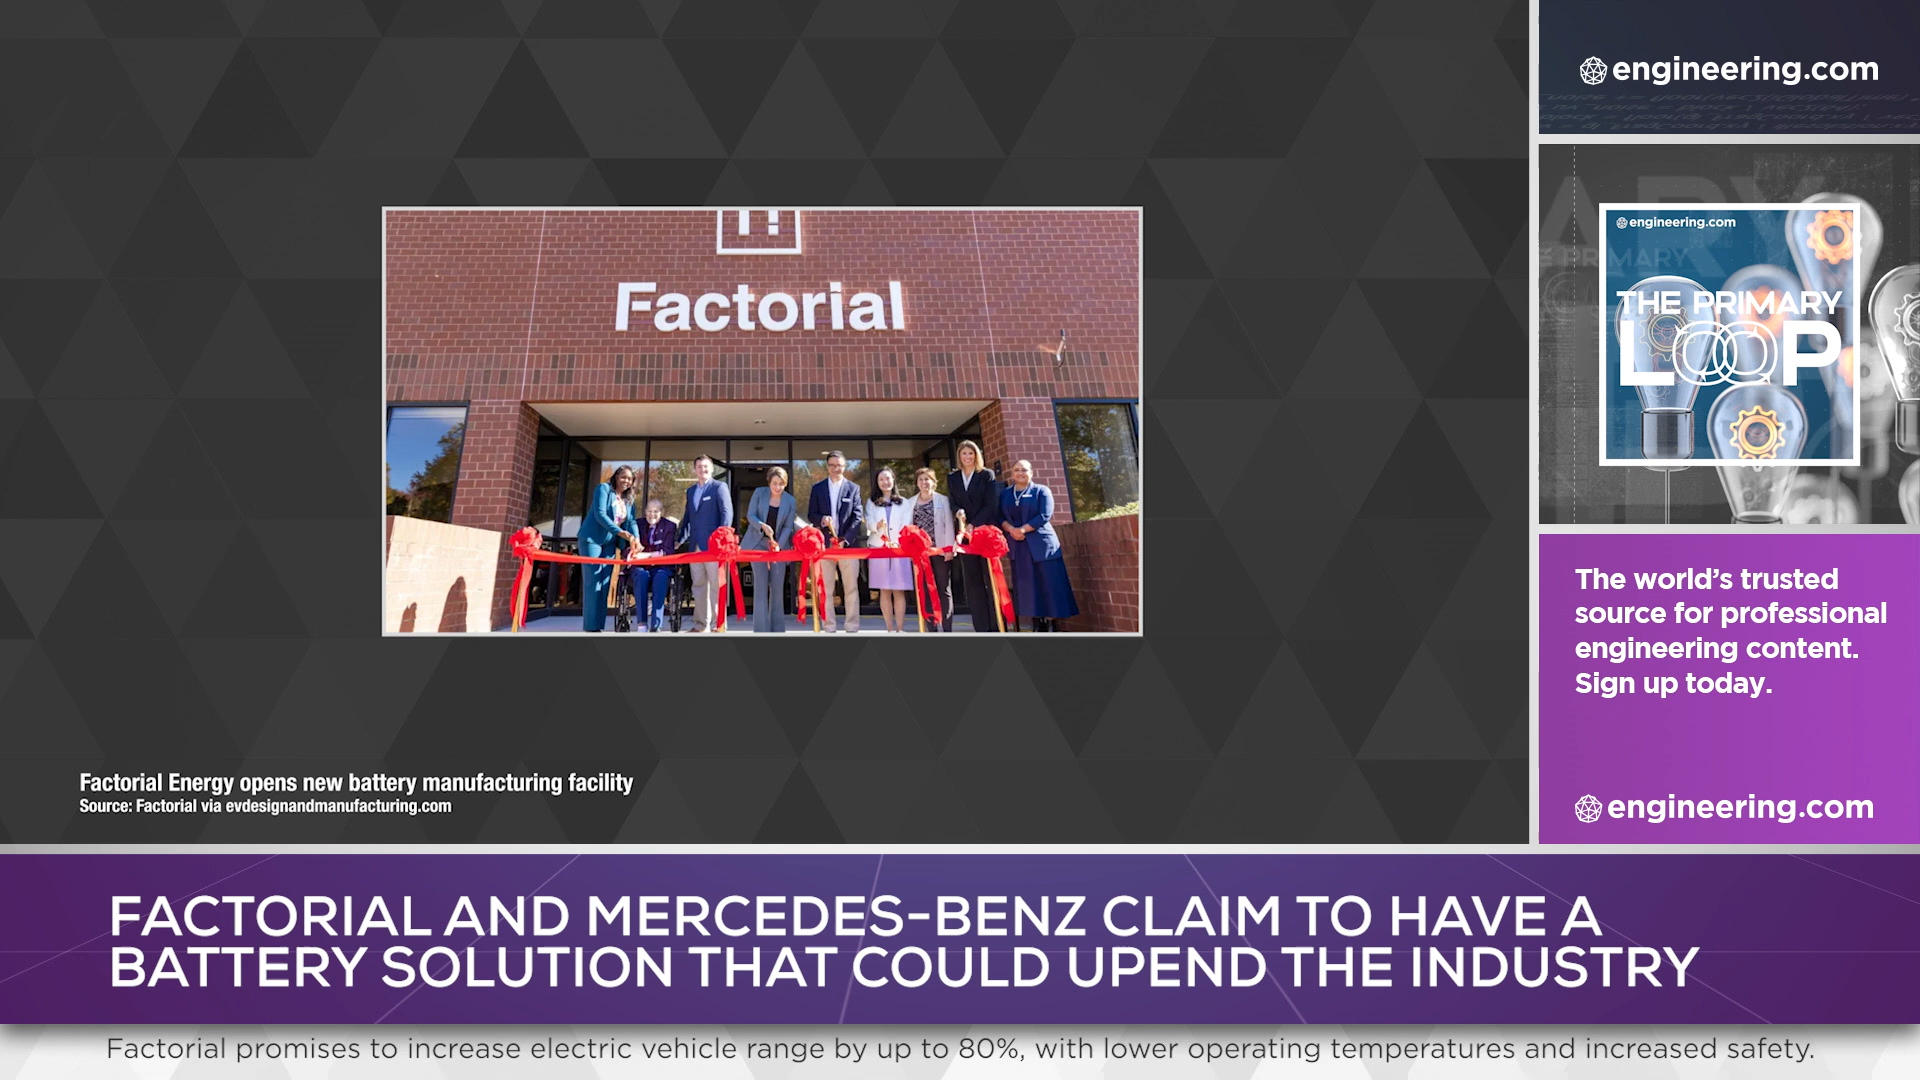 engineering.com
Factorial
engineering.com
THE PRIMARY
LOOP
The world's trusted
source for professional
engineering content.
Sign up today.
engineering.com
Factorial Energy opens new battery manufacturing facility
Source: Factorial via evdesignandmanufacturing.com
FACTORIAL AND MERCEDES-BENZ CLAIM TO HAVE A
BATTERY SOLUTION THAT COULD UPEND THE INDUSTRY
Factorial promises to increase electric vehicle range by up to 80%, with lower operating temperatures and increased safety.